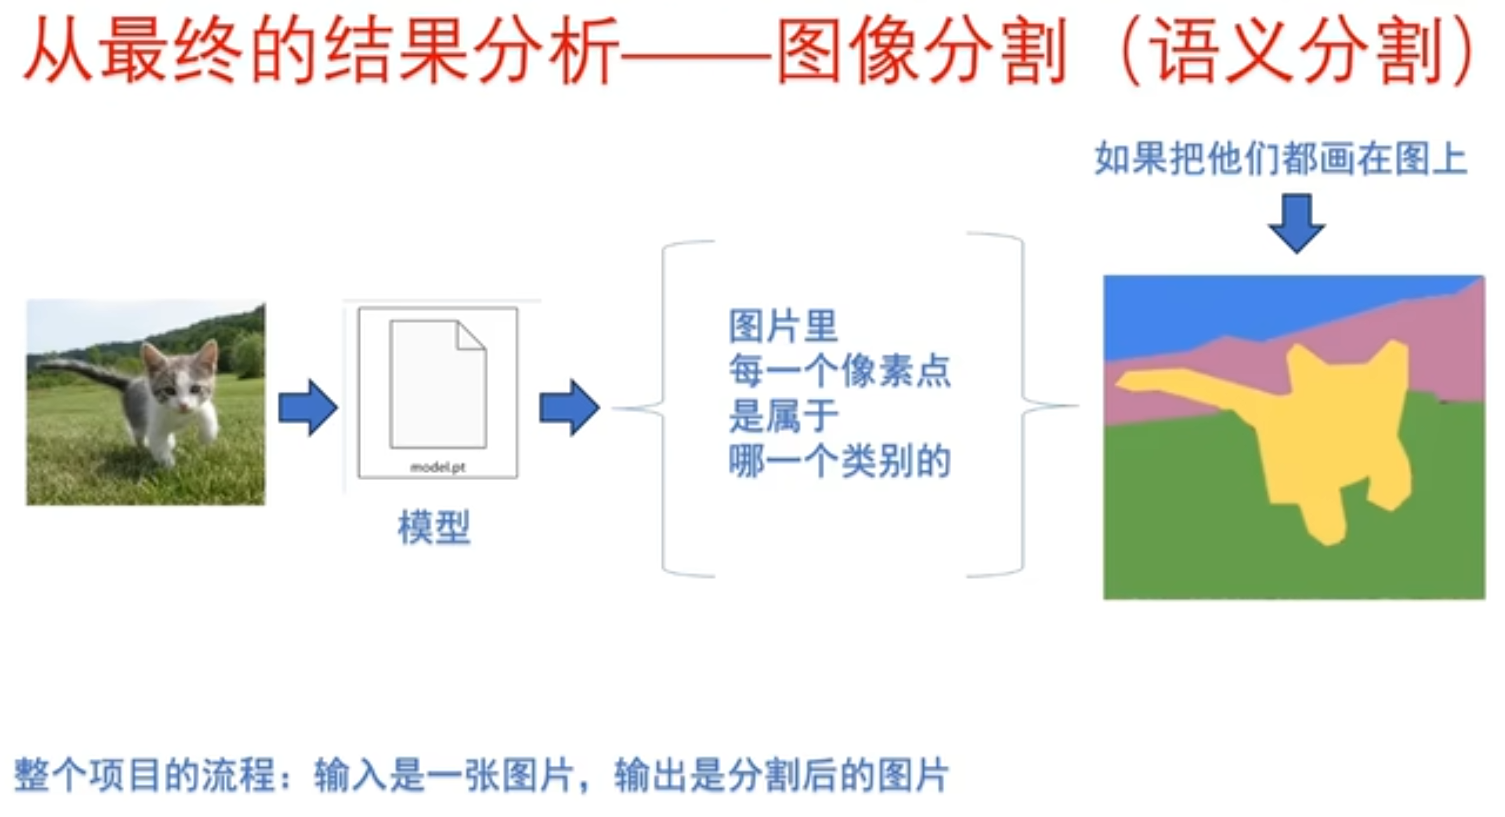 从最终的结果分析——图像分割（语义分割）
如果把他们都画在图上
图片里
每一个像素点
是属于
哪一个类别的
model.pt
模型
整个项目的流程：输入是一张图片，输出是分割后的图片